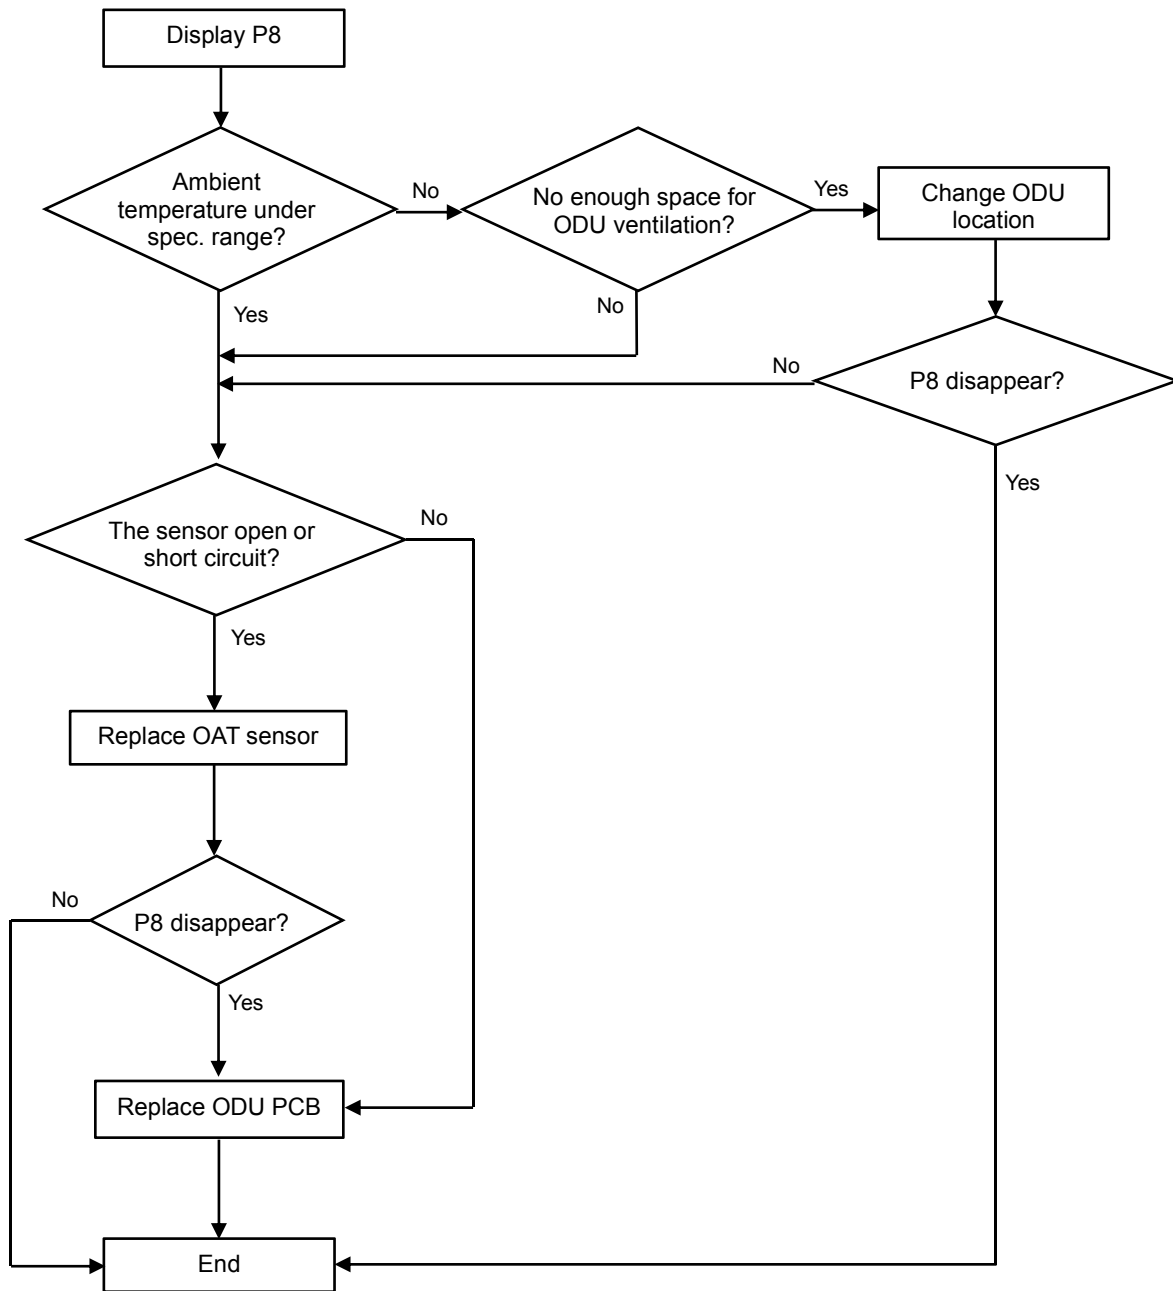 Display P8
Ambient
temperature under
spec. range?
No
No enough space for
ODU ventilation?
Yes
Change ODU
location
Yes
No
No
P8 disappear?
Yes
The sensor open or
short circuit?
No
Yes
Replace OAT sensor
No
P8 disappear?
Yes
Replace ODU PCB
End